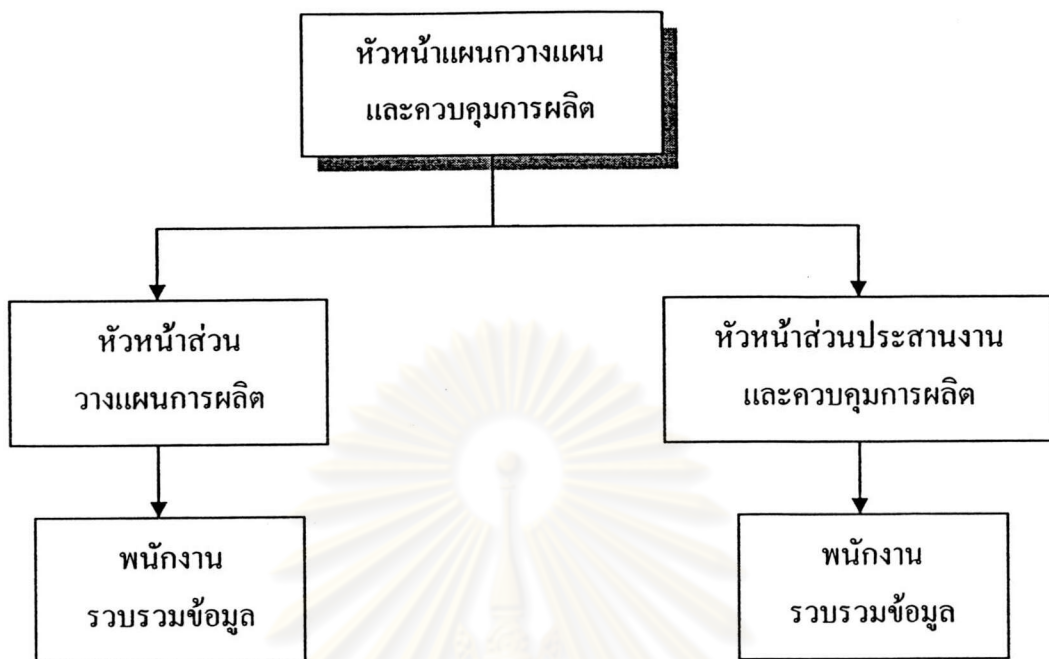 หัวหน้าแผนกวางแผน
และควบคุมการผลิต
หัวหน้าส่วน
วางแผนการผลิต
หัวหน้าส่วนประสานงาน
และควบคุมการผลิต
พนักงาน
รวบรวมข้อมูล
พนักงาน
รวบรวมข้อมูล